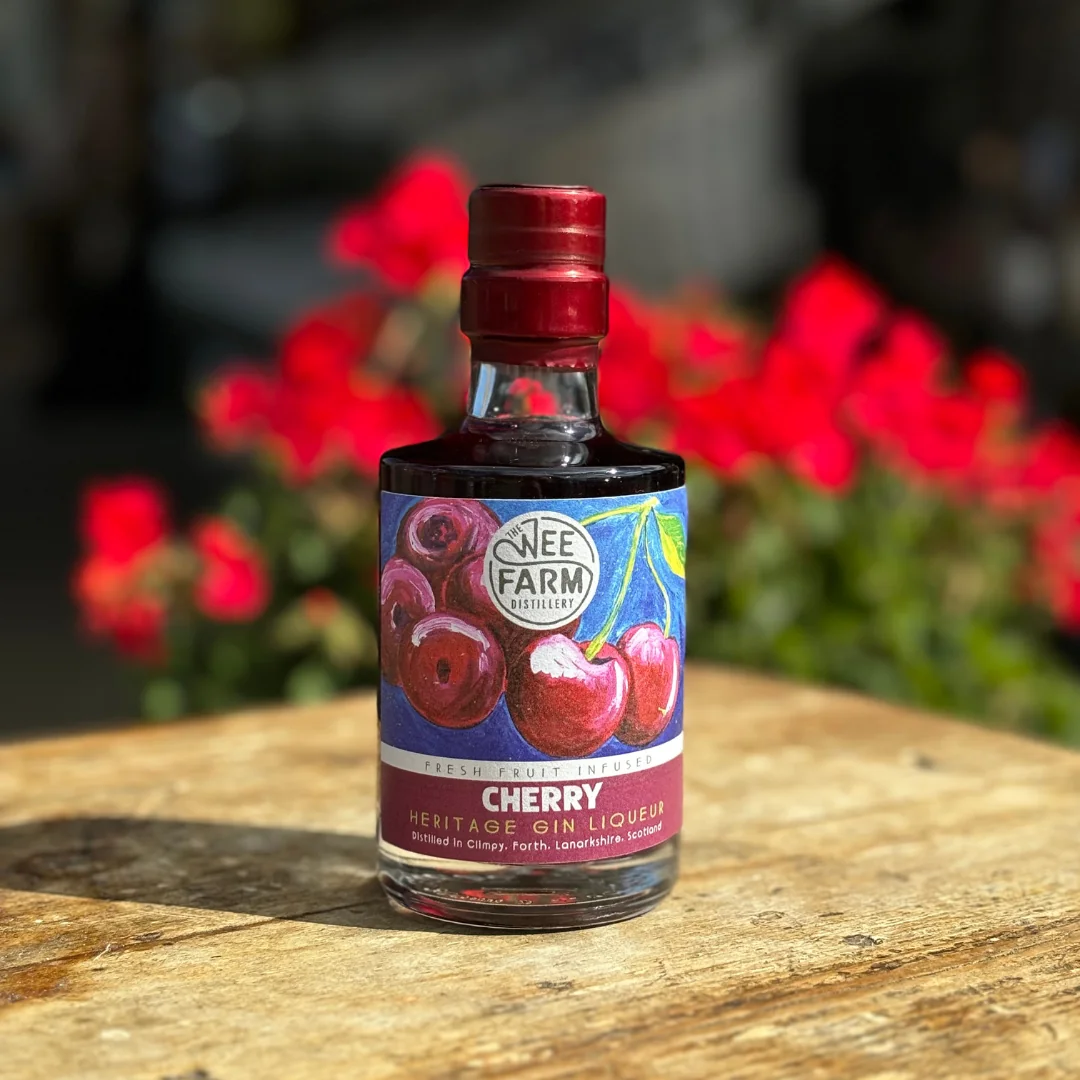 THE
WEE
FARM
DISTILLERY
FRESH FRUIT INFUSED
CHERRY
HERITAGE GIN LIQUEUR
Distilled in Climpy, Forth, Lanarkshire, Scotland